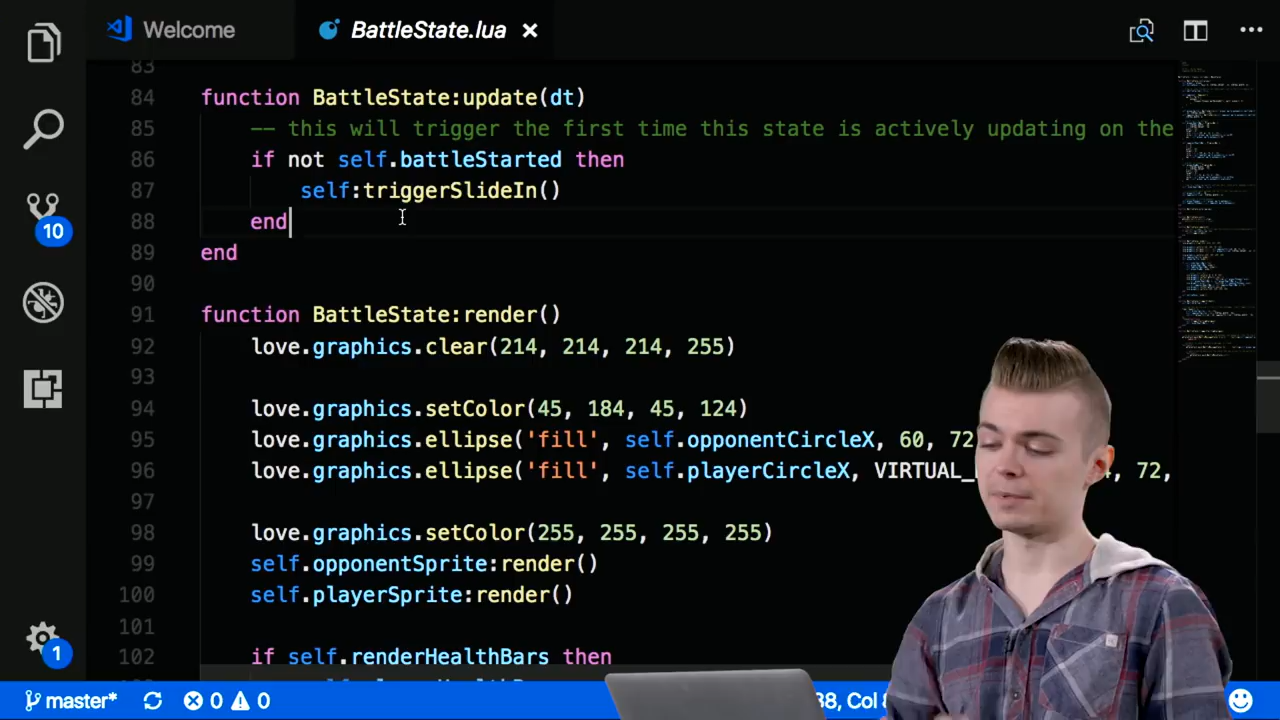 Welcome
BattleState.lua
83
84 function BattleState:update(dt)
85 -- this will trigger the first time this state is actively updating on the
86 if not self.battleStarted then
87 self:triggerSlideIn()
88 end
89 end
90
91 function BattleState:render()
92 love.graphics.clear(214, 214, 214, 255)
93
94 love.graphics.setColor(45, 184, 45, 124)
95 love.graphics.ellipse('fill', self.opponentCircleX, 60, 72
96 love.graphics.ellipse('fill', self.playerCircleX, VIRTUAL_ 72,
97
98 love.graphics.setColor(255, 255, 255, 255)
99 self.opponentSprite:render()
100 self.playerSprite:render()
101
102 if self.renderHealthBars then
10
1
master* 0 0
Col